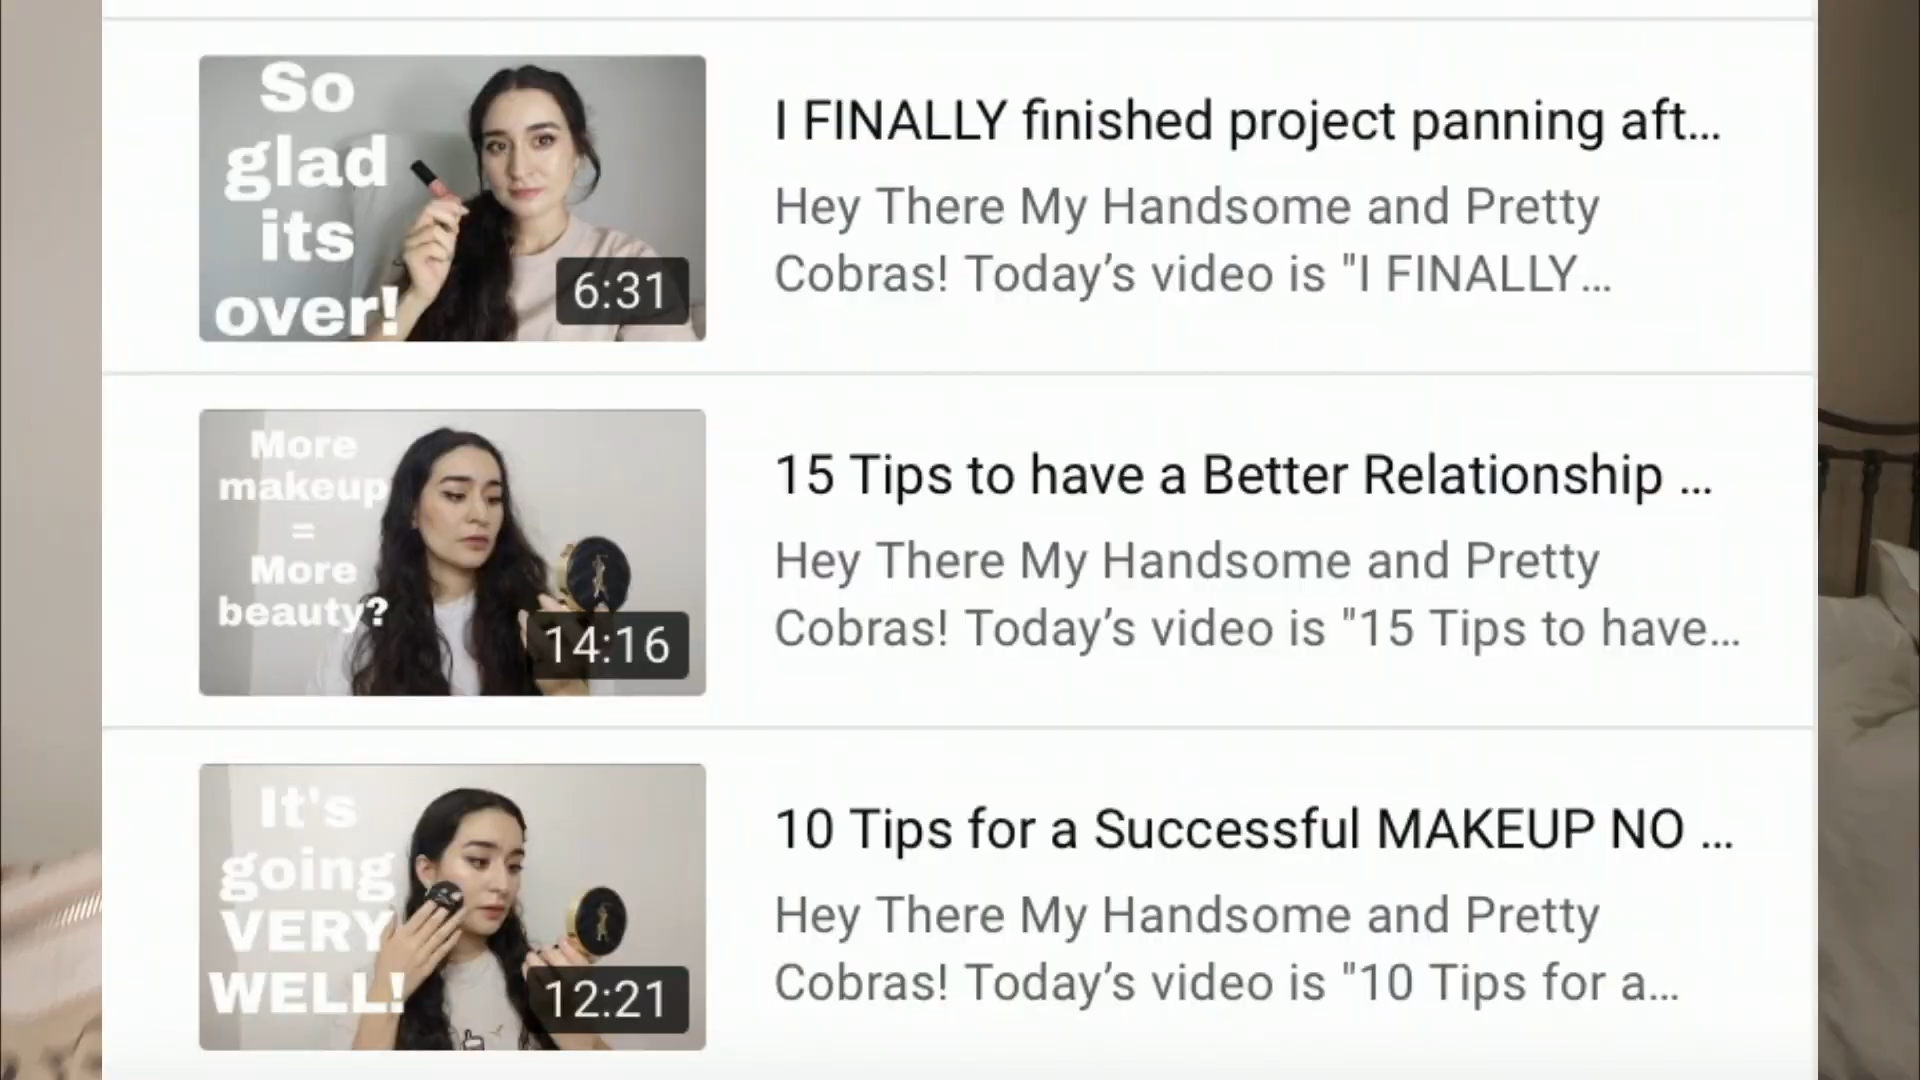 So
glad
its
over!
6:31
I FINALLY finished project panning aft...
Hey There My Handsome and Pretty
Cobras! Today’s video is "I FINALLY...
More
makeup
=
More
beauty?
14:16
15 Tips to have a Better Relationship ...
Hey There My Handsome and Pretty
Cobras! Today’s video is "15 Tips to have...
It's
going
VERY
WELL!
12:21
10 Tips for a Successful MAKEUP NO ...
Hey There My Handsome and Pretty
Cobras! Today’s video is "10 Tips for a...